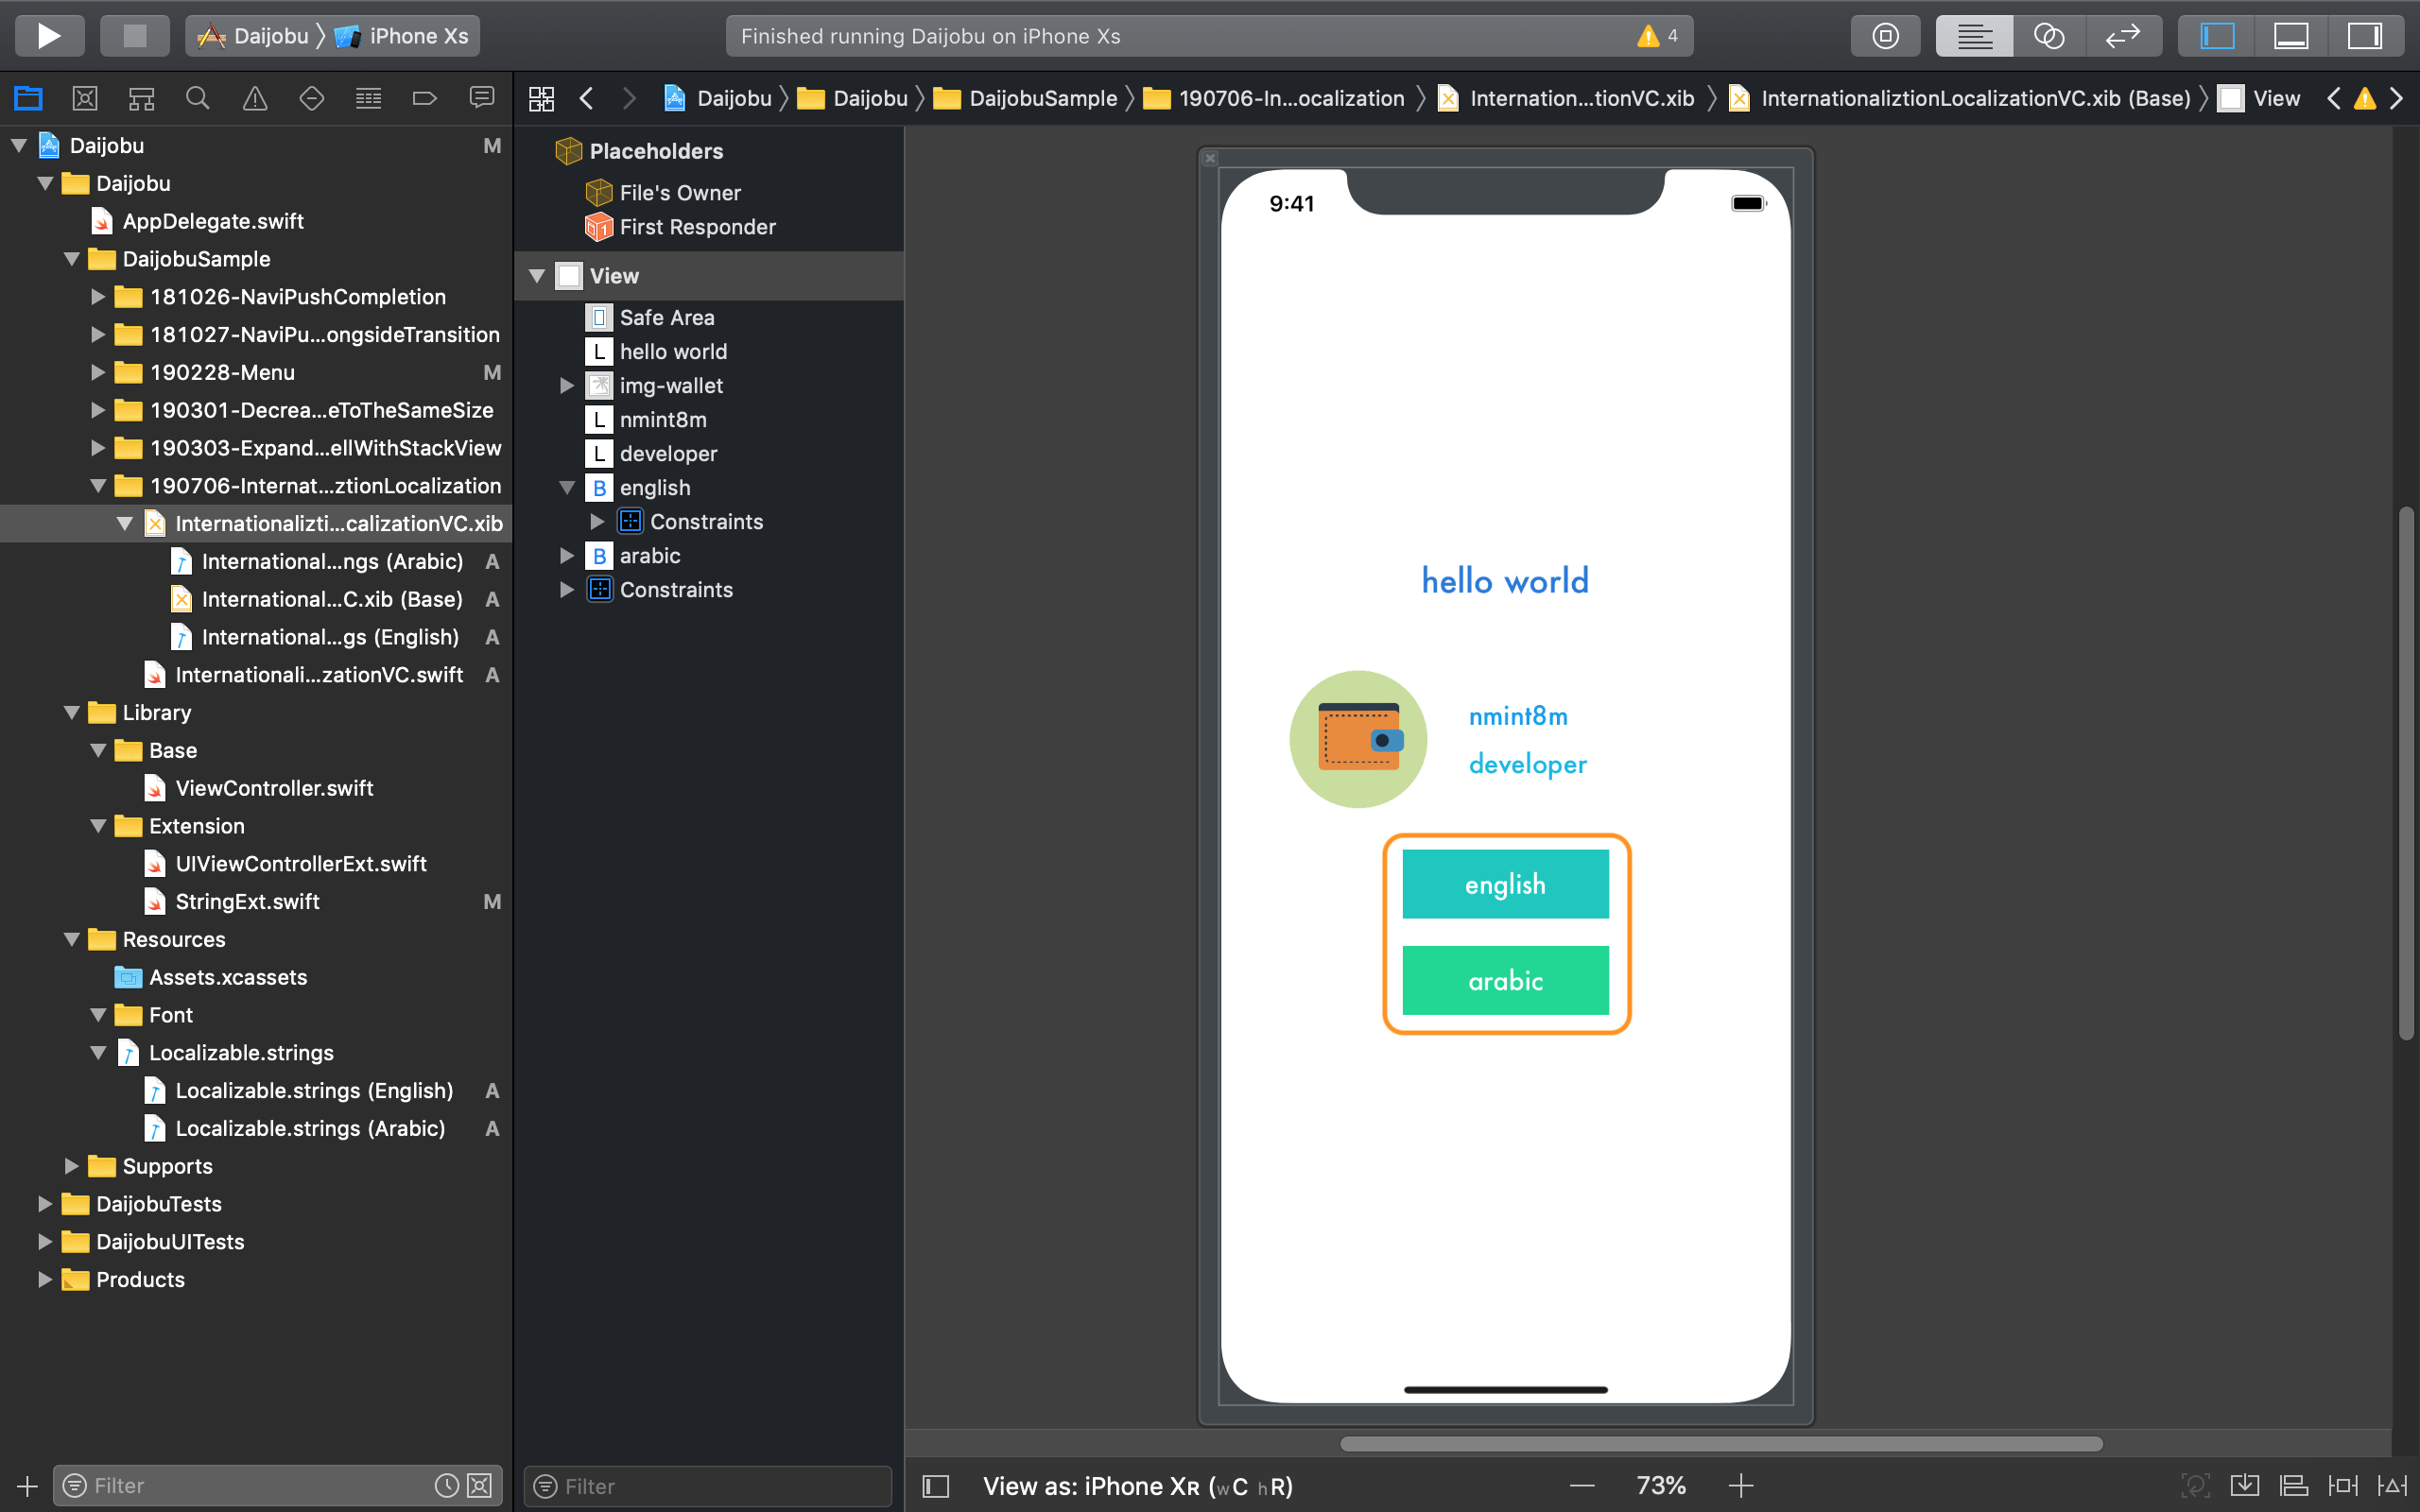 Daijobu 〉 iPhone Xs
Finished running Daijobu on iPhone Xs
4
Daijobu 〉 Daijobu 〉 DaijobuSample 〉 190706-In...ocalization 〉 Internation...tionVC.xib 〉 InternationaliztionLocalizationVC.xib (Base) 〉 View
Daijobu M
Daijobu
AppDelegate.swift
DaijobuSample
181026-NaviPushCompletion
181027-NaviPu...ongsideTransition
190228-Menu M
190301-Decrea...eToTheSameSize
190303-Expand...ellWithStackView
190706-Internat...ztionLocalization
Internationalizti...calizationVC.xib
International...ngs (Arabic) A
International...C.xib (Base) A
International...gs (English) A
Internationali...zationVC.swift A
Library
Base
ViewController.swift
Extension
UIViewControllerExt.swift
StringExt.swift M
Resources
Assets.xcassets
Font
Localizable.strings
Localizable.strings (English) A
Localizable.strings (Arabic) A
Supports
DaijobuTests
DaijobuUITests
Products
Filter
Placeholders
File's Owner
1
First Responder
View
Safe Area
L hello world
img-wallet
L nmint8m
L developer
B english
Constraints
B arabic
Constraints
Filter
9:41
hello world
nmint8m
developer
english
arabic
View as: iPhone XR (wC hR)
73%